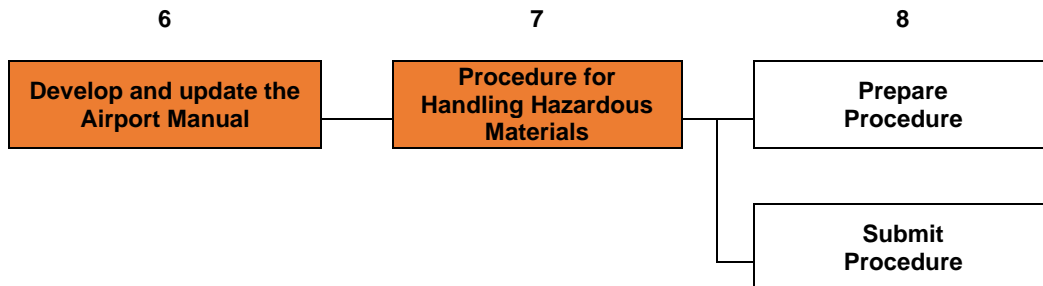 6
7
8
Develop and update the
Airport Manual
Procedure for
Handling Hazardous
Materials
Prepare
Procedure
Submit
Procedure